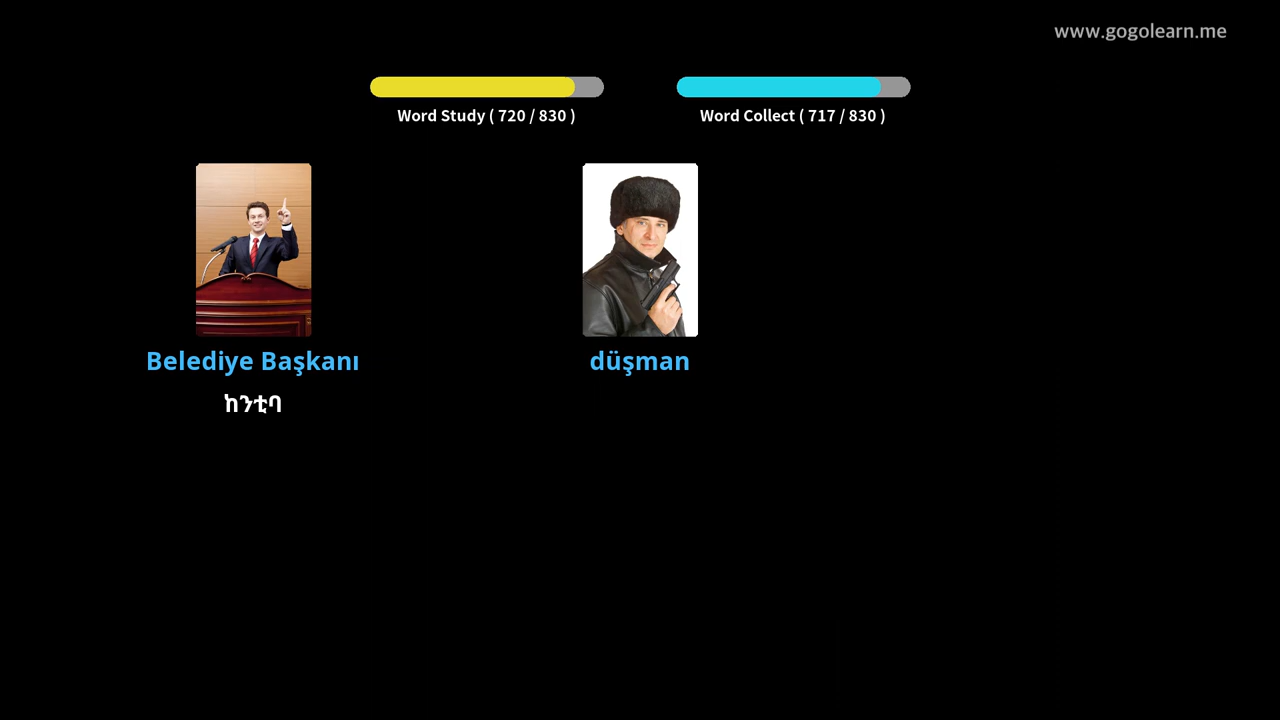 www.gogolearn.me
Word Study ( 720 / 830 )
Word Collect ( 717 / 830 )
Belediye Başkanı
ከንቲባ
düşman